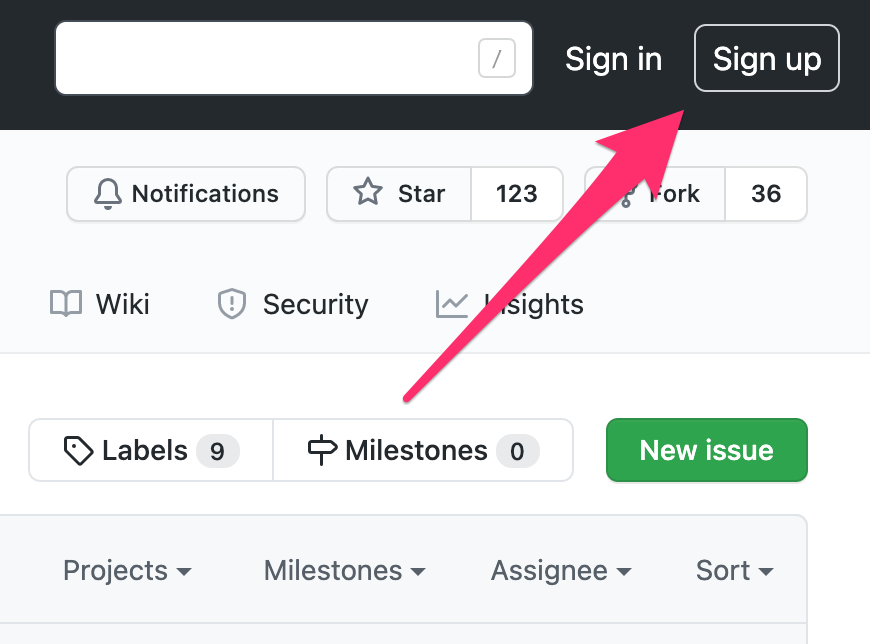 / Sign in Sign up
Notifications Star 123 Fork 36
Wiki Security Insights
Labels 9 Milestones 0 New issue
Projects Milestones Assignee Sort